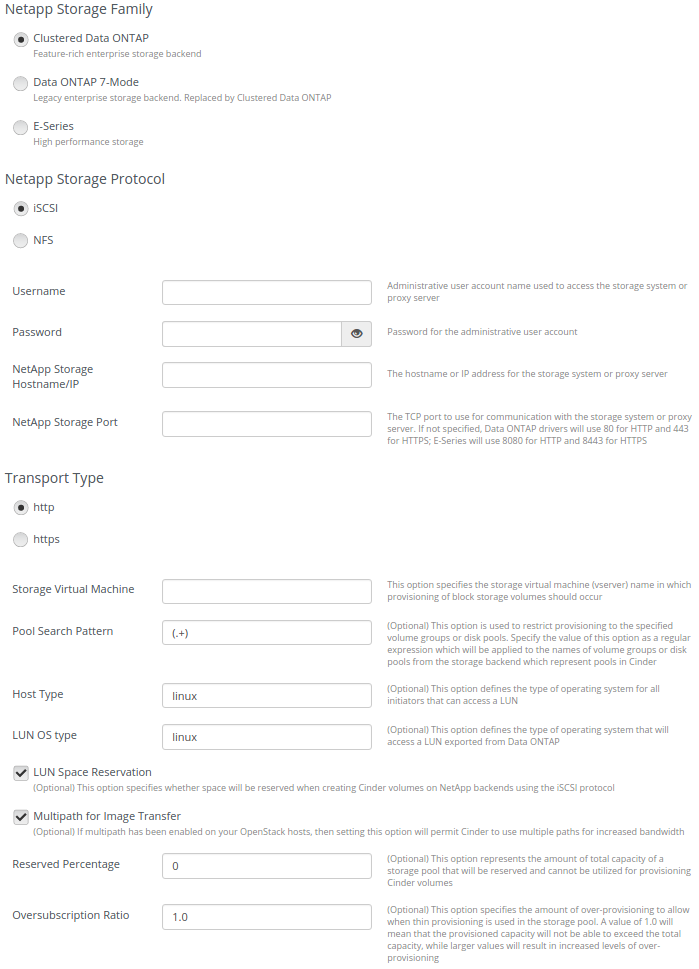 Netapp Storage Family
Clustered Data ONTAP
Feature-rich enterprise storage backend
Data ONTAP 7-Mode
Legacy enterprise storage backend. Replaced by Clustered Data ONTAP
E-Series
High performance storage
Netapp Storage Protocol
iSCSI
NFS
Username
Administrative user account name used to access the storage system or
proxy server
Password
Password for the administrative user account
NetApp Storage
Hostname/IP
The hostname or IP address for the storage system or proxy server
NetApp Storage Port
The TCP port to use for communication with the storage system or proxy
server. If not specified, Data ONTAP drivers will use 80 for HTTP and 443
for HTTPS; E-Series will use 8080 for HTTP and 8443 for HTTPS
Transport Type
http
https
Storage Virtual Machine
This option specifies the storage virtual machine (vserver) name in which
provisioning of block storage volumes should occur
Pool Search Pattern
(.+)
(Optional) This option is used to restrict provisioning to the specified
volume groups or disk pools. Specify the value of this option as a regular
expression which will be applied to the names of volume groups or disk
pools from the storage backend which represent pools in Cinder
Host Type
linux
(Optional) This option defines the type of operating system for all
initiators that can access a LUN
LUN OS type
linux
(Optional) This option defines the type of operating system that will
access a LUN exported from Data ONTAP
LUN Space Reservation
(Optional) This option specifies whether space will be reserved when creating Cinder volumes on NetApp backends using the iSCSI protocol
Multipath for Image Transfer
(Optional) If multipath has been enabled on your OpenStack hosts, then setting this option will permit Cinder to use multiple paths for increased bandwidth
Reserved Percentage
0
(Optional) This option represents the amount of total capacity of a
storage pool that will be reserved and cannot be utilized for provisioning
Cinder volumes
Oversubscription Ratio
1.0
(Optional) This option specifies the amount of over-provisioning to allow
when thin provisioning is used in the storage pool. A value of 1.0 will
mean that the provisioned capacity will not be able to exceed the total
capacity, while larger values will result in increased levels of over-
provisioning